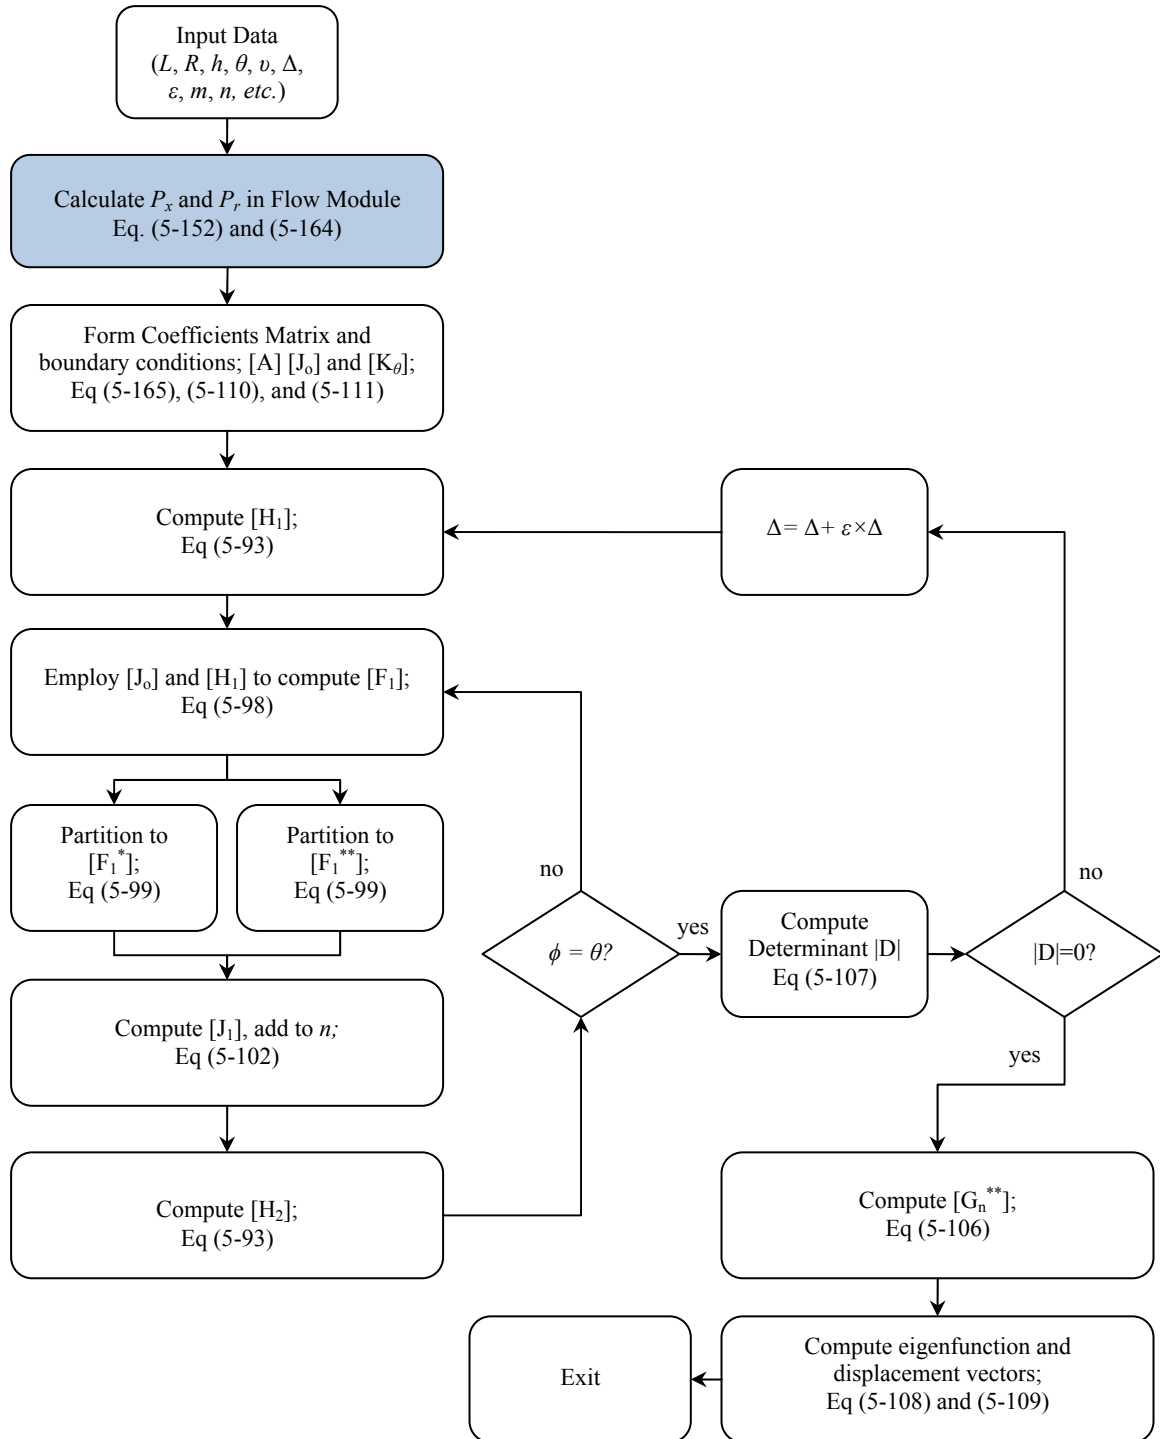 Input Data
(L, R, h, θ, υ, Δ,
ε, m, n, etc.)
Calculate Pₓ and Pᵣ in Flow Module
Eq. (5-152) and (5-164)
Form Coefficients Matrix and
boundary conditions; [A] [Jₒ] and [K_θ];
Eq (5-165), (5-110), and (5-111)
Compute [H₁];
Eq (5-93)
Δ= Δ+ ε×Δ
Employ [Jₒ] and [H₁] to compute [F₁];
Eq (5-98)
Partition to
[F₁*];
Eq (5-99)
Partition to
[F₁**];
Eq (5-99)
no
ϕ = θ?
yes
Compute
Determinant |D|
Eq (5-107)
no
|D|=0?
yes
Compute [J₁], add to n;
Eq (5-102)
Compute [H₂];
Eq (5-93)
Compute [Gₙ**];
Eq (5-106)
Compute eigenfunction and
displacement vectors;
Eq (5-108) and (5-109)
Exit